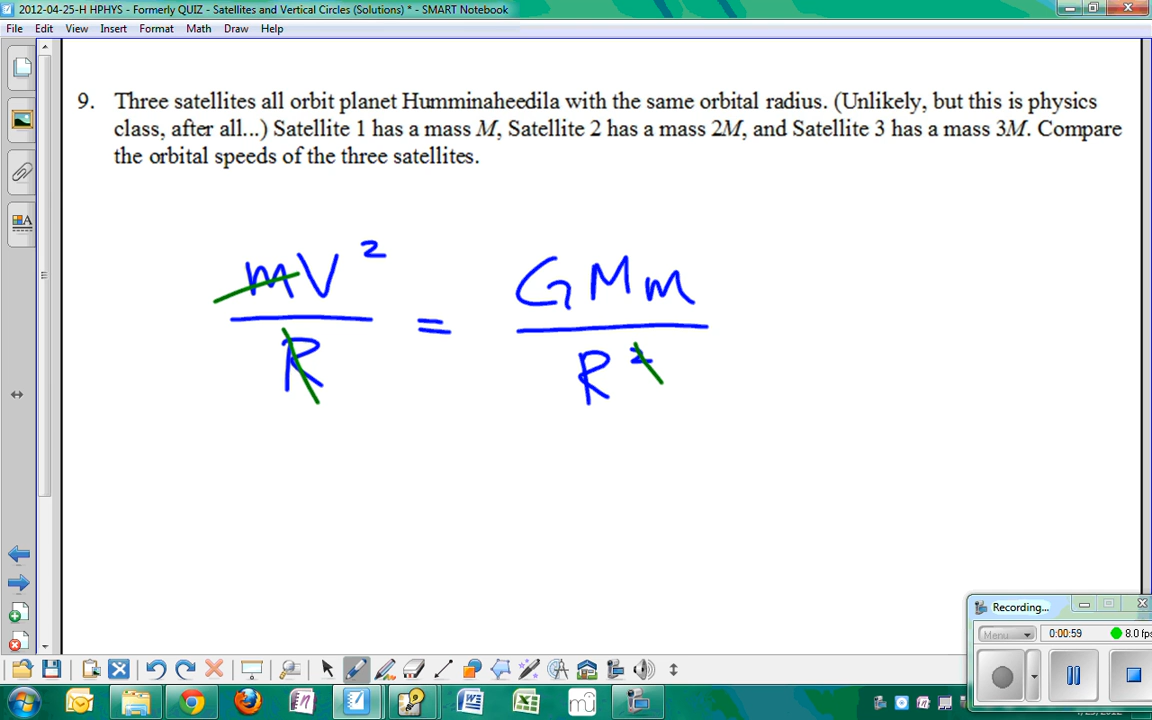 2012-04-25-H HPHYS - Formerly QUIZ - Satellites and Vertical Circles (Solutions) * - SMART Notebook
File Edit View Insert Format Math Draw Help
9. Three satellites all orbit planet Humminaheedila with the same orbital radius. (Unlikely, but this is physics
class, after all...) Satellite 1 has a mass M, Satellite 2 has a mass 2M, and Satellite 3 has a mass 3M. Compare
the orbital speeds of the three satellites.
mV² = GMm
R R²
Recording...
Menu 0:00:59 8.0 fps